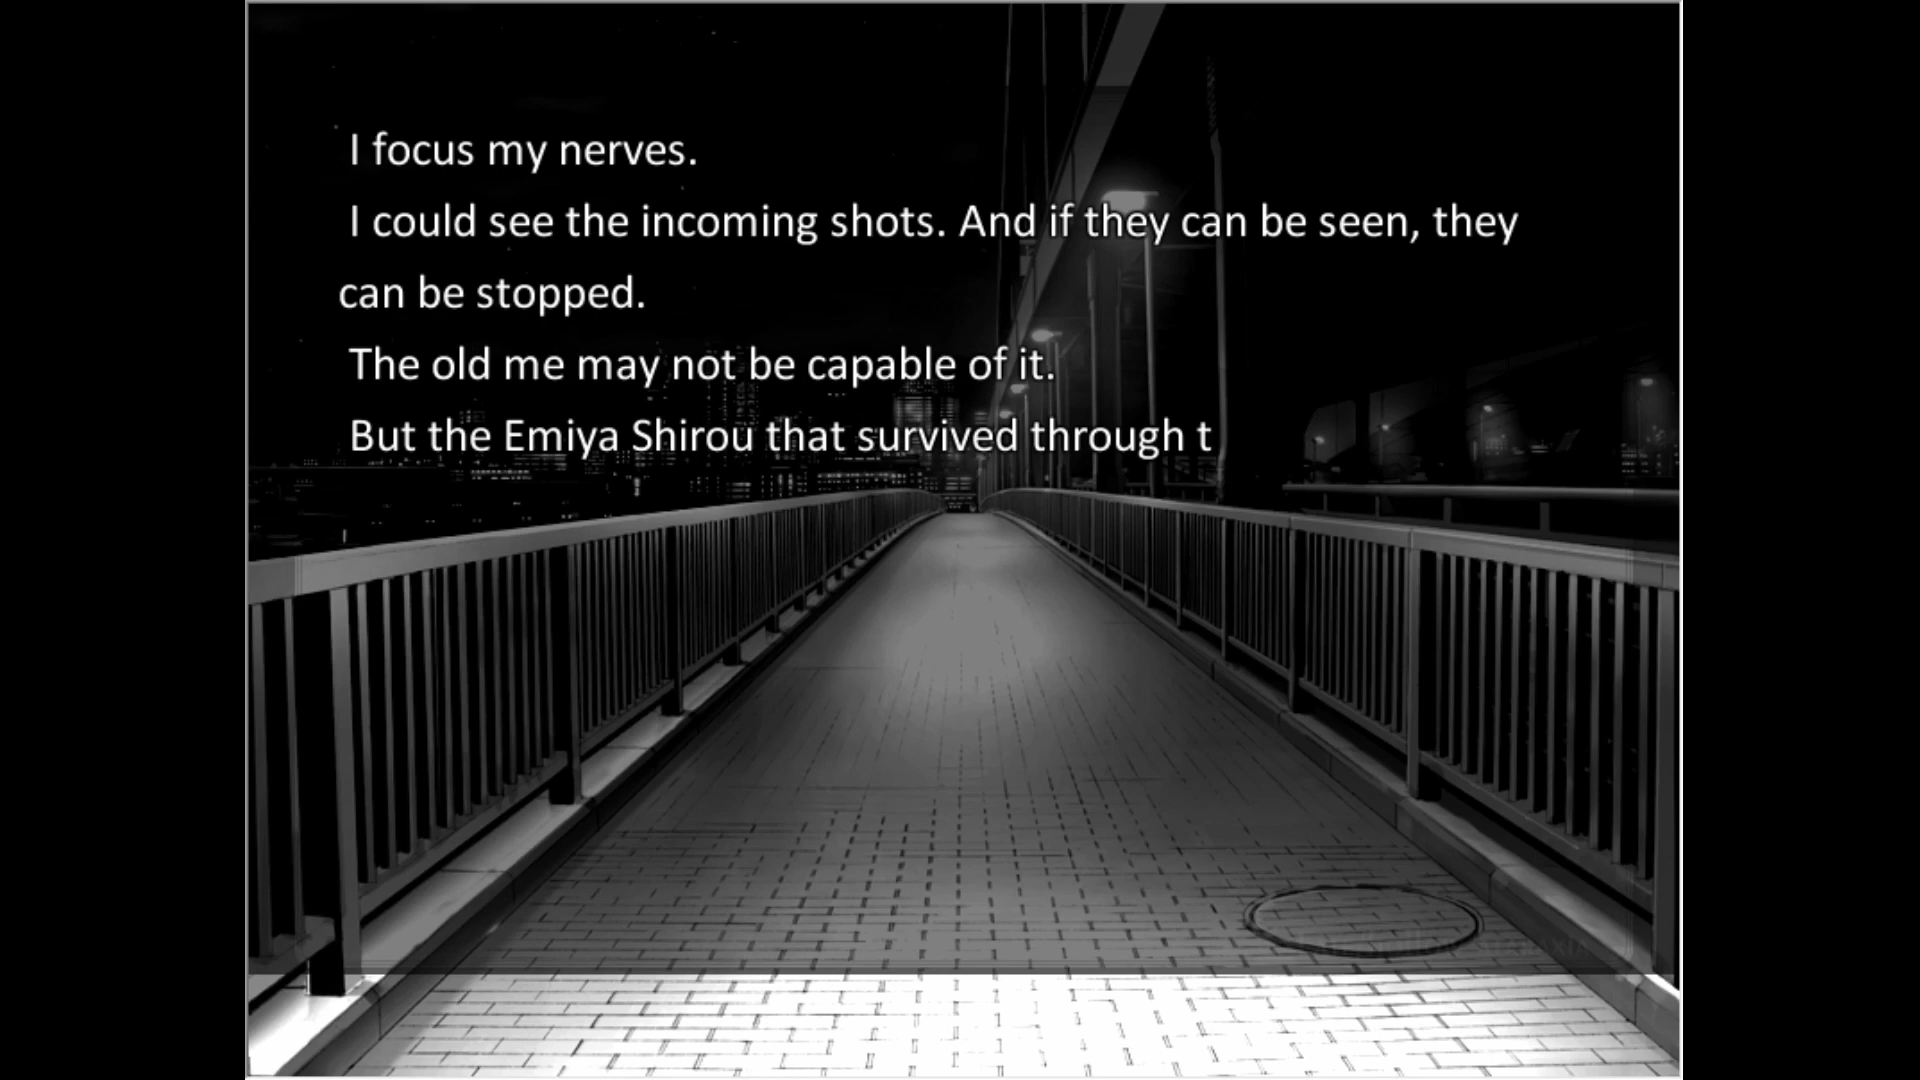 I focus my nerves.
I could see the incoming shots. And if they can be seen, they
can be stopped.
The old me may not be capable of it.
But the Emiya Shirou that survived through t